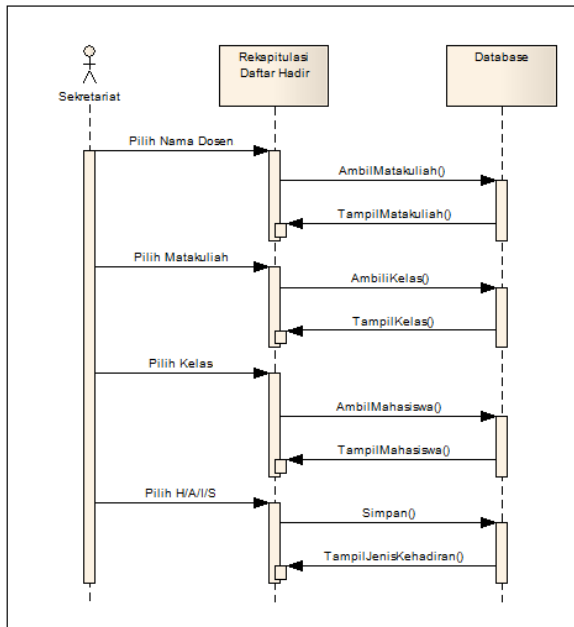 Rekapitulasi
Daftar Hadir
Database
Sekretariat
Pilih Nama Dosen
AmbilMatakuliah()
TampilMatakuliah()
Pilih Matakuliah
AmbiliKelas()
TampilKelas()
Pilih Kelas
AmbilMahasiswa()
TampilMahasiswa()
Pilih H/A/I/S
Simpan()
TampilJenisKehadiran()